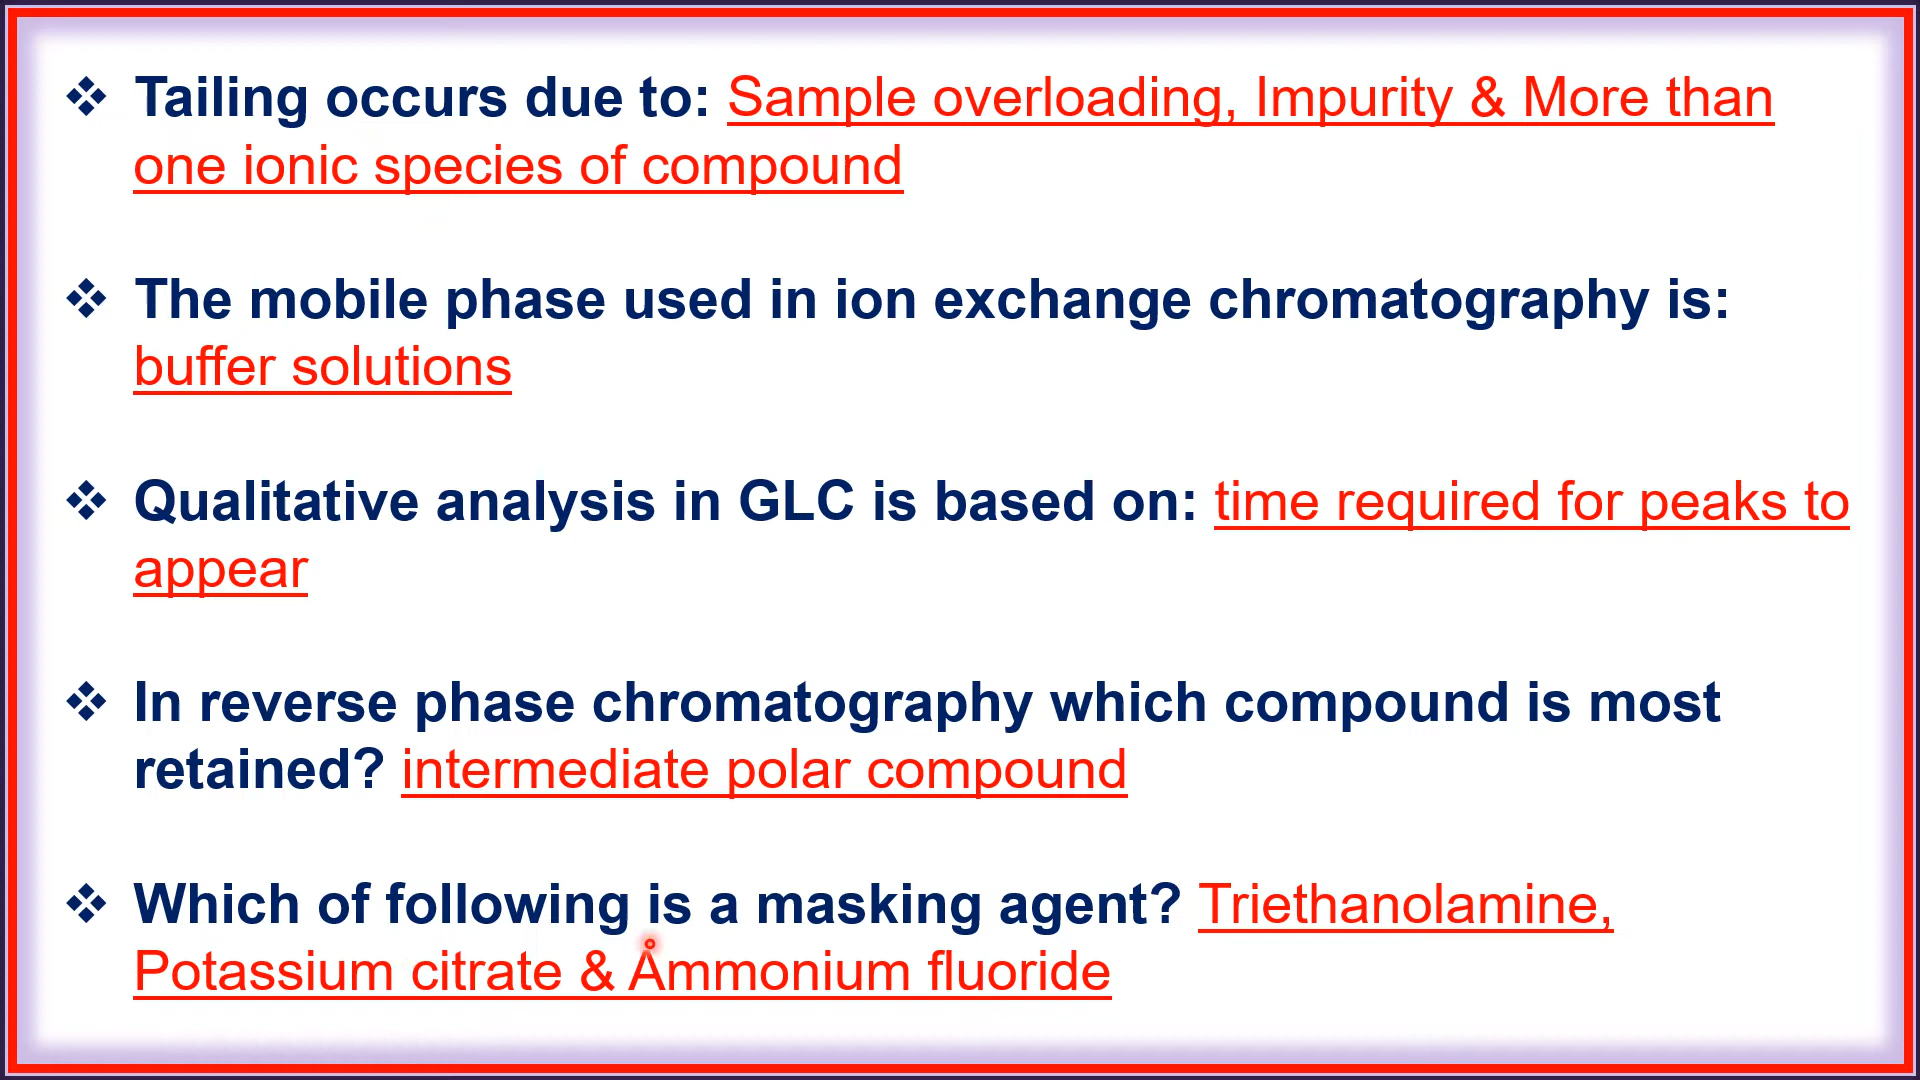 ❖ Tailing occurs due to: Sample overloading, Impurity & More than
one ionic species of compound
❖ The mobile phase used in ion exchange chromatography is:
buffer solutions
❖ Qualitative analysis in GLC is based on: time required for peaks to
appear
❖ In reverse phase chromatography which compound is most
retained? intermediate polar compound
❖ Which of following is a masking agent? Triethanolamine,
Potassium citrate & Ammonium fluoride